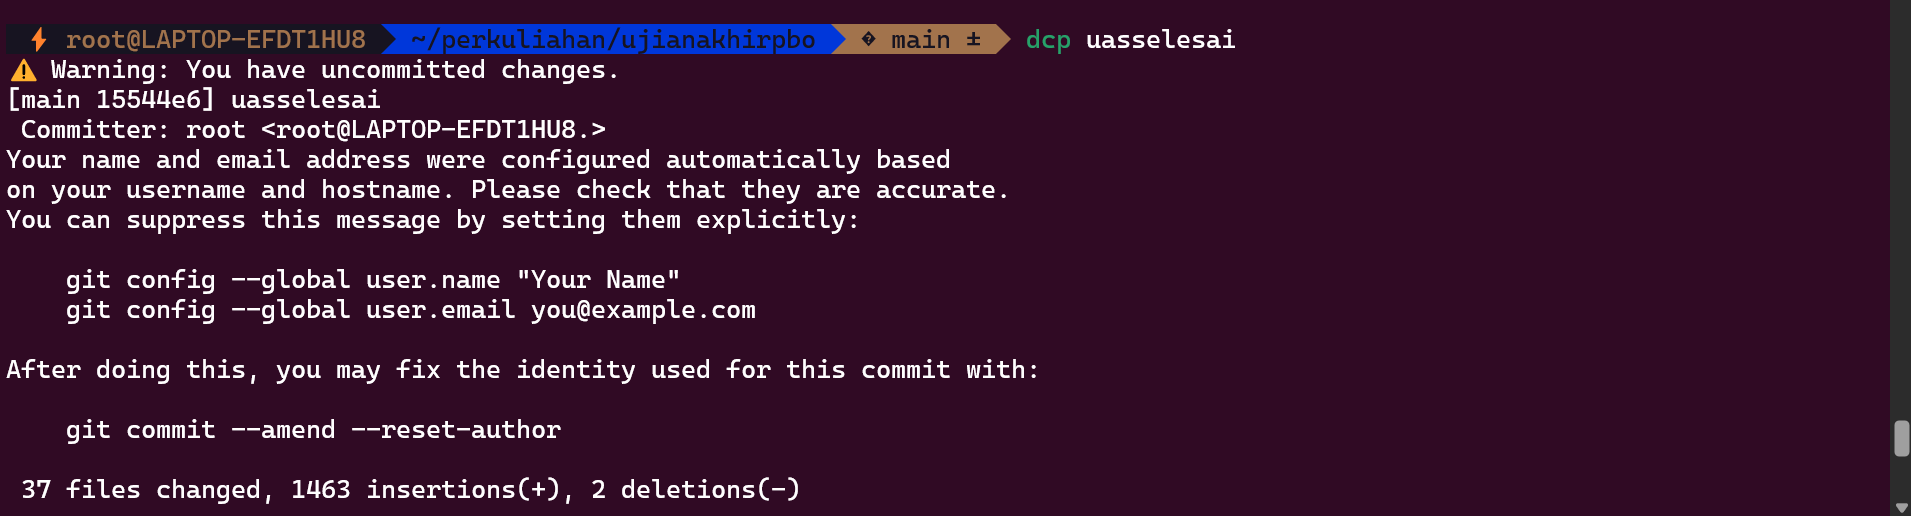 ⚡ root@LAPTOP-EFDT1HU8 ~/perkuliahan/ujianakhirpbo � main ± dcp uasselesai
⚠ Warning: You have uncommitted changes.
[main 15544e6] uasselesai
 Committer: root <root@LAPTOP-EFDT1HU8.>
Your name and email address were configured automatically based
on your username and hostname. Please check that they are accurate.
You can suppress this message by setting them explicitly:

    git config --global user.name "Your Name"
    git config --global user.email you@example.com

After doing this, you may fix the identity used for this commit with:

    git commit --amend --reset-author

 37 files changed, 1463 insertions(+), 2 deletions(-)